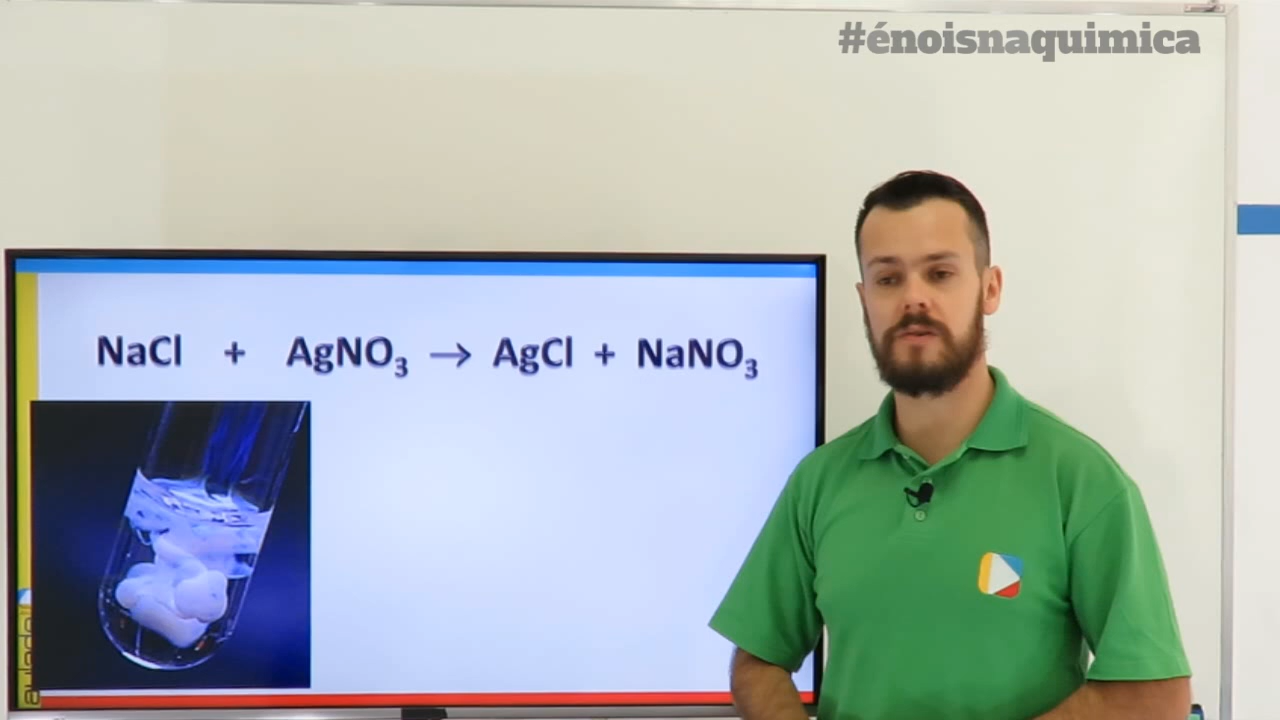 #énoisnaquimica
NaCl + AgNO₃ → AgCl + NaNO₃